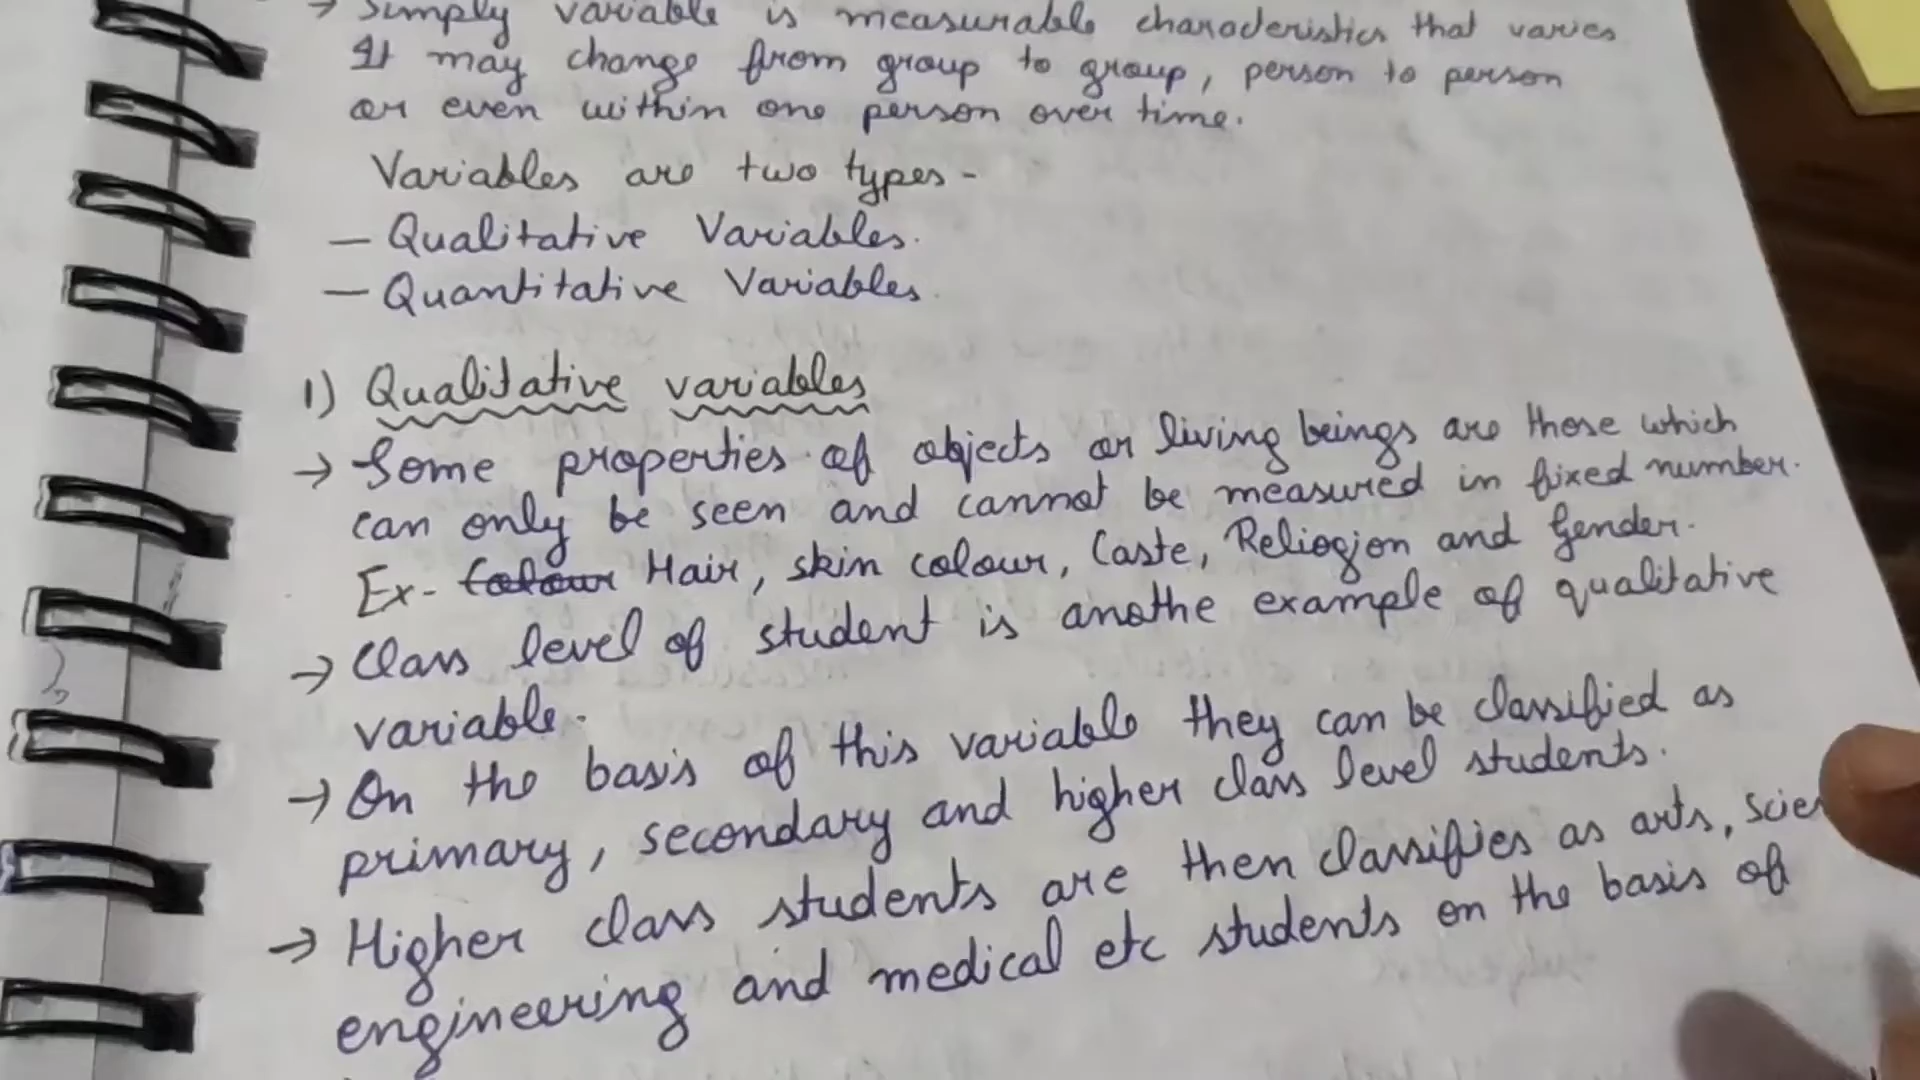 → Simply variable is measurable characteristics that varies
It may change from group to group, person to person
or even within one person over time.
Variables are two types -
— Qualitative Variables.
— Quantitative Variables.
1) Qualitative variables
→ Some properties of objects or living beings are those which
can only be seen and cannot be measured in fixed number.
Ex- Colour Hair, skin colour, Caste, Reliogion and Gender.
→ Class level of student is anothe example of qualitative
variable.
→ On the basis of this variable they can be classified as
primary, secondary and higher class level students.
→ Higher class students are then classifies as arts, scien
engineering and medical etc students on the basis of